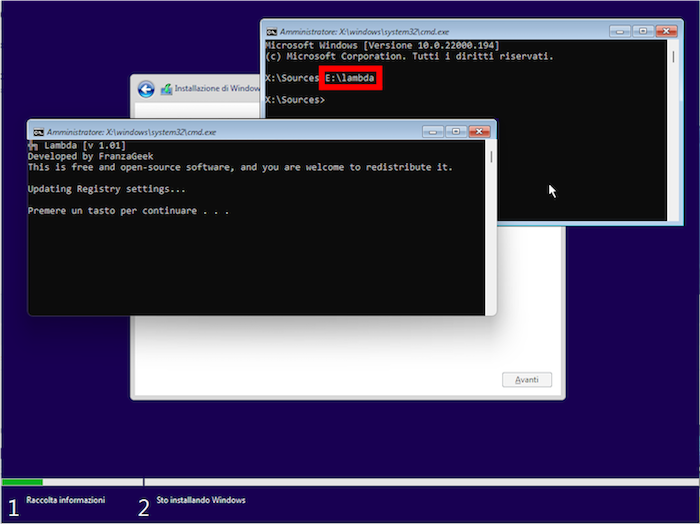 Amministratore: X:\windows\system32\cmd.exe
Microsoft Windows [Versione 10.0.22000.194]
(c) Microsoft Corporation. Tutti i diritti riservati.
X:\Sources E:\lambda
X:\Sources>
Installazione di Window
Amministratore: X:\windows\system32\cmd.exe
Lambda [v 1.01]
Developed by FranzaGeek
This is free and open-source software, and you are welcome to redistribute it.
Updating Registry settings...
Premere un tasto per continuare . . .
Avanti
1 Raccolta informazioni
2 Sto installando Windows